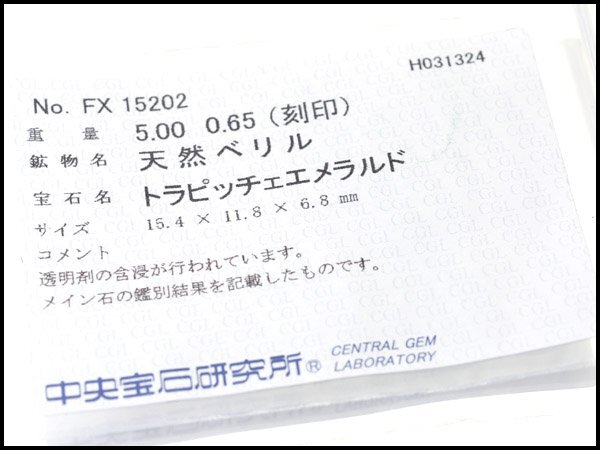 H031324
No. FX 15202
重量 5.00 0.65 (刻印)
鉱物名 天然ベリル
宝石名 トラピッチェエメラルド
サイズ 15.4 × 11.8 × 6.8 mm
コメント
透明剤の含浸が行われています。
メイン石の鑑別結果を記載したものです。
中央宝石研究所® CENTRAL GEM
LABORATORY